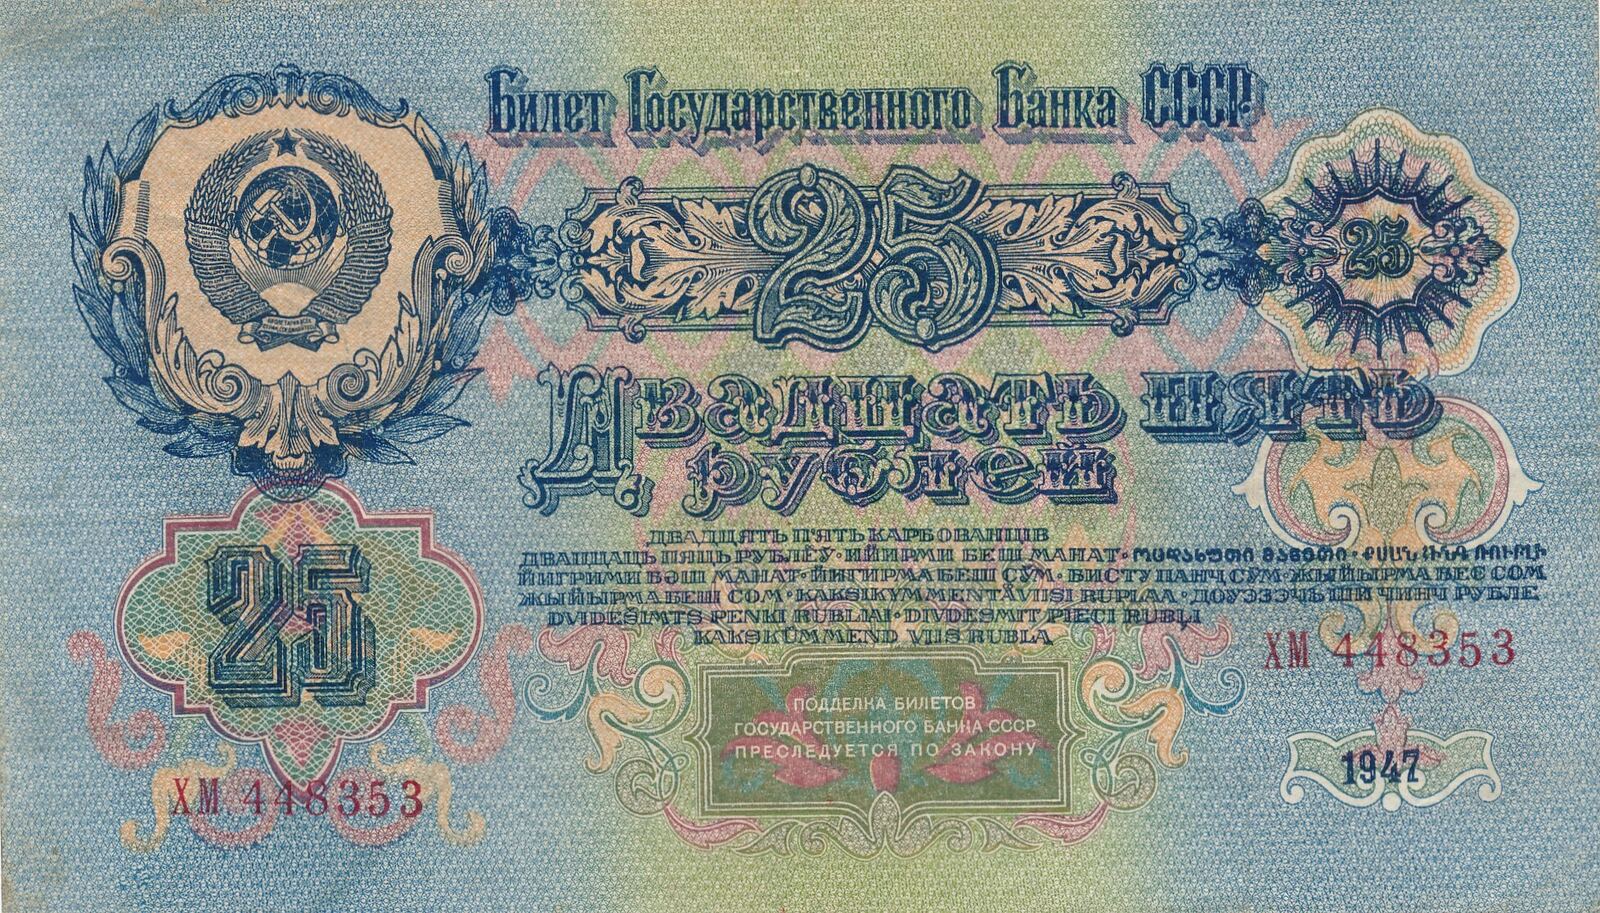 Билет Государственного Банка СССР.
25
25
Двадцать пять
рублей
25
ДВАДЦЯТЬ П'ЯТЬ КАРБОВАНЦІВ
ДВАЦЦАЦЬ ПЯЦЬ РУБЛЁЎ · ИЙИРМИ БЕШ МАНАТ · ᲝᲪᲓᲐᲮᲣᲗᲘ ᲛᲐᲜᲔᲗᲘ · ՔՍԱՆ ՀԻՆԳ ՌՈՒԲԼԻ
ЙИГРИМИ БӘШ МАНАТ · ЙИГИРМА БЕШ СЎМ · БИСТУ ПАНҶ СӮМ · ЖЫЙЫРМА БЕС СОМ
ЖЫЙЫРМА БЕШ СОМ · KAKSIKYMMENTÄVIISI RUPLAA · ДОУЭЗЭЧЬ ШИ ЧИНЧ РУБЛЕ
DVIDEŠIMTS PENKI RUBLIAI · DIVDESMIT PIECI RUBĻI
KAKSKÜMMEND VIIS RUBLA
ХМ 448353
ПОДДЕЛКА БИЛЕТОВ
ГОСУДАРСТВЕННОГО БАНКА СССР
ПРЕСЛЕДУЕТСЯ ПО ЗАКОНУ
1947
ХМ 448353